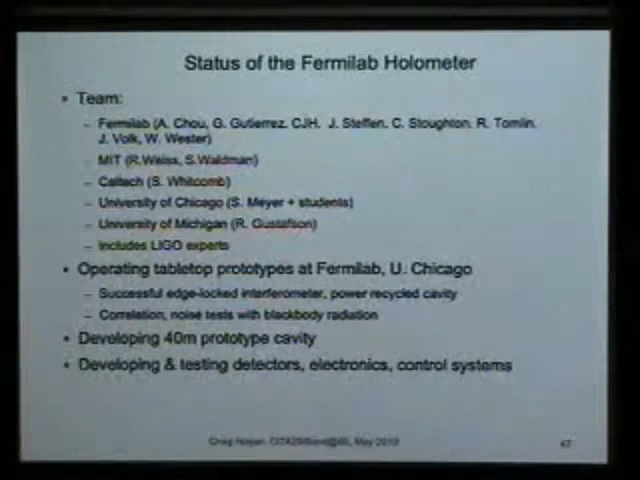 Status of the Fermilab Holometer
• Team:
– Fermilab (A. Chou, G. Gutierrez, CJH, J. Steffen, C. Stoughton, R. Tomlin,
J. Volk, W. Wester)
– MIT (R.Weiss, S.Waldman)
– Caltech (S. Whitcomb)
– University of Chicago (S. Meyer + students)
– University of Michigan (R. Gustafson)
– Includes LIGO experts
• Operating tabletop prototypes at Fermilab, U. Chicago
– Successful edge-locked interferometer, power recycled cavity
– Correlation, noise tests with blackbody radiation
• Developing 40m prototype cavity
• Developing & testing detectors, electronics, control systems
Craig Hogan, May 2010
47